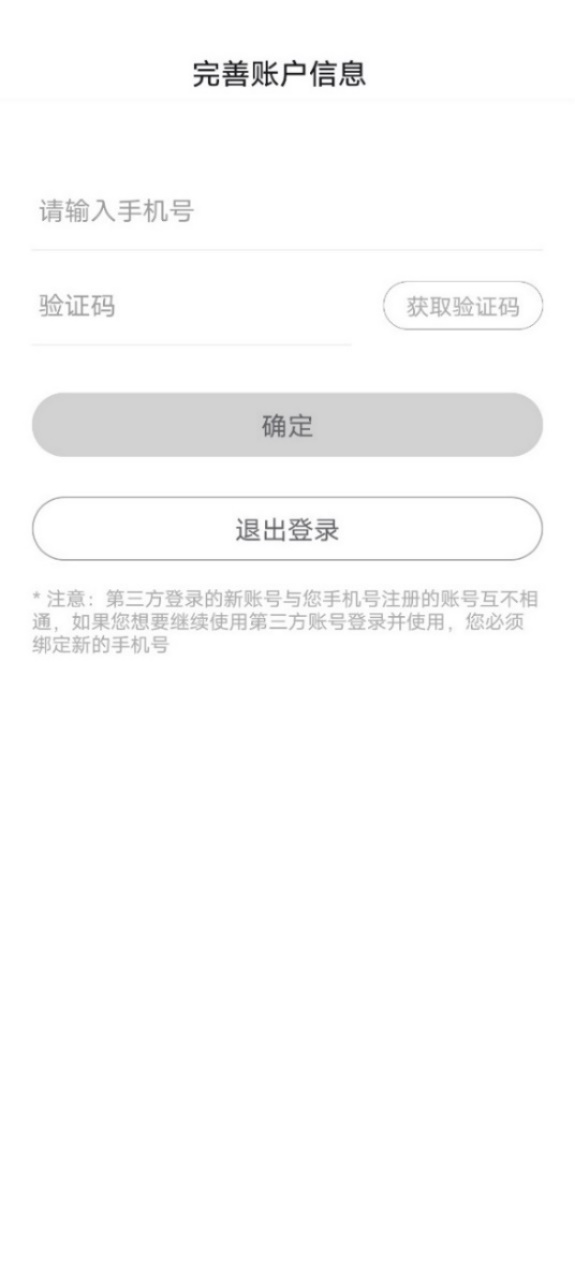 完善账户信息
请输入手机号
验证码
获取验证码
确定
退出登录
* 注意：第三方登录的新账号与您手机号注册的账号互不相
通，如果您想要继续使用第三方账号登录并使用，您必须
绑定新的手机号